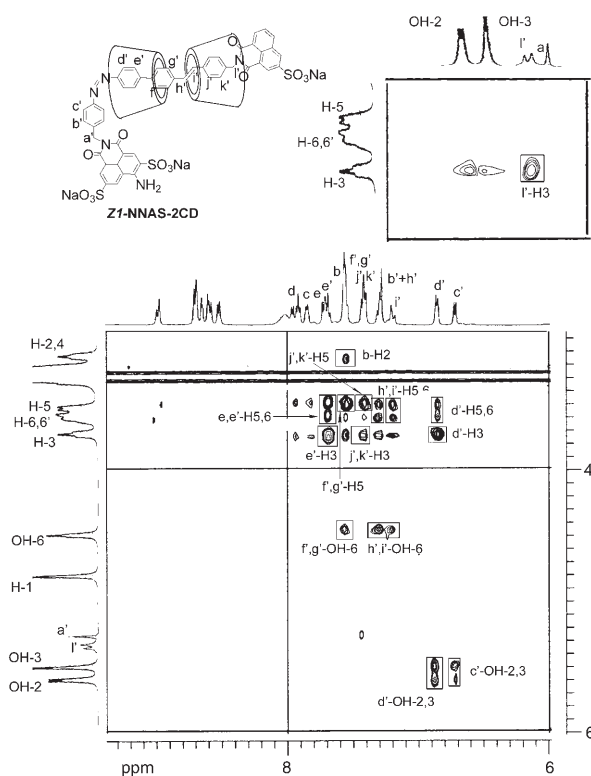 OH-2 OH-3
l' a
H-5
H-6,6'
H-3
l'-H3
d' e' g' O
N f' h' i' j' k' l' N O
SO₃Na
N
c'
b'
a'
O N O
SO₃Na
NaO₃S NH₂
Z1-NNAS-2CD
d c e e' b f',g' j',k' b'+h' i' d' c'
H-2,4
H-5
H-6,6'
H-3
OH-6
H-1
a'
l'
OH-3
OH-2
j',k'-H5 b-H2
h',i'-H5,6
e,e'-H5,6 d'-H5,6
d'-H3
e'-H3 j',k'-H3
f',g'-H5
f',g'-OH-6 h',i'-OH-6
c'-OH-2,3
d'-OH-2,3
4
6
ppm 8 6